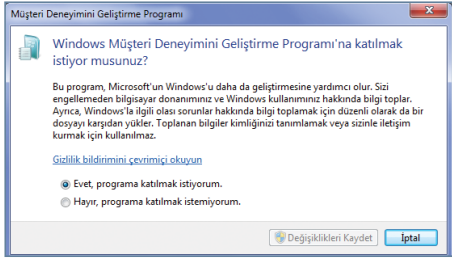 Müşteri Deneyimini Geliştirme Programı
Windows Müşteri Deneyimini Geliştirme Programı'na katılmak
istiyor musunuz?
Bu program, Microsoft'un Windows'u daha da geliştirmesine yardımcı olur. Sizi
engellemeden bilgisayar donanımınız ve Windows kullanımınız hakkında bilgi toplar.
Ayrıca, Windows'la ilgili olası sorunlar hakkında bilgi toplamak için düzenli olarak da bir
dosyayı karşıdan yükler. Toplanan bilgiler kimliğinizi tanımlamak veya sizinle iletişim
kurmak için kullanılmaz.
Gizlilik bildirimini çevrimiçi okuyun
Evet, programa katılmak istiyorum.
Hayır, programa katılmak istemiyorum.
Değişiklikleri Kaydet İptal